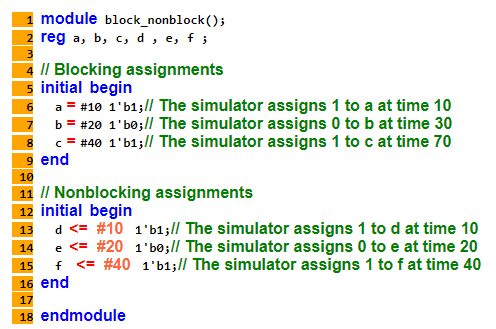 1 module block_nonblock();
2 reg a, b, c, d , e, f ;
3
4 // Blocking assignments
5 initial begin
6 a = #10 1'b1;// The simulator assigns 1 to a at time 10
7 b = #20 1'b0;// The simulator assigns 0 to b at time 30
8 c = #40 1'b1;// The simulator assigns 1 to c at time 70
9 end
10
11 // Nonblocking assignments
12 initial begin
13 d <= #10 1'b1;// The simulator assigns 1 to d at time 10
14 e <= #20 1'b0;// The simulator assigns 0 to e at time 20
15 f <= #40 1'b1;// The simulator assigns 1 to f at time 40
16 end
17
18 endmodule